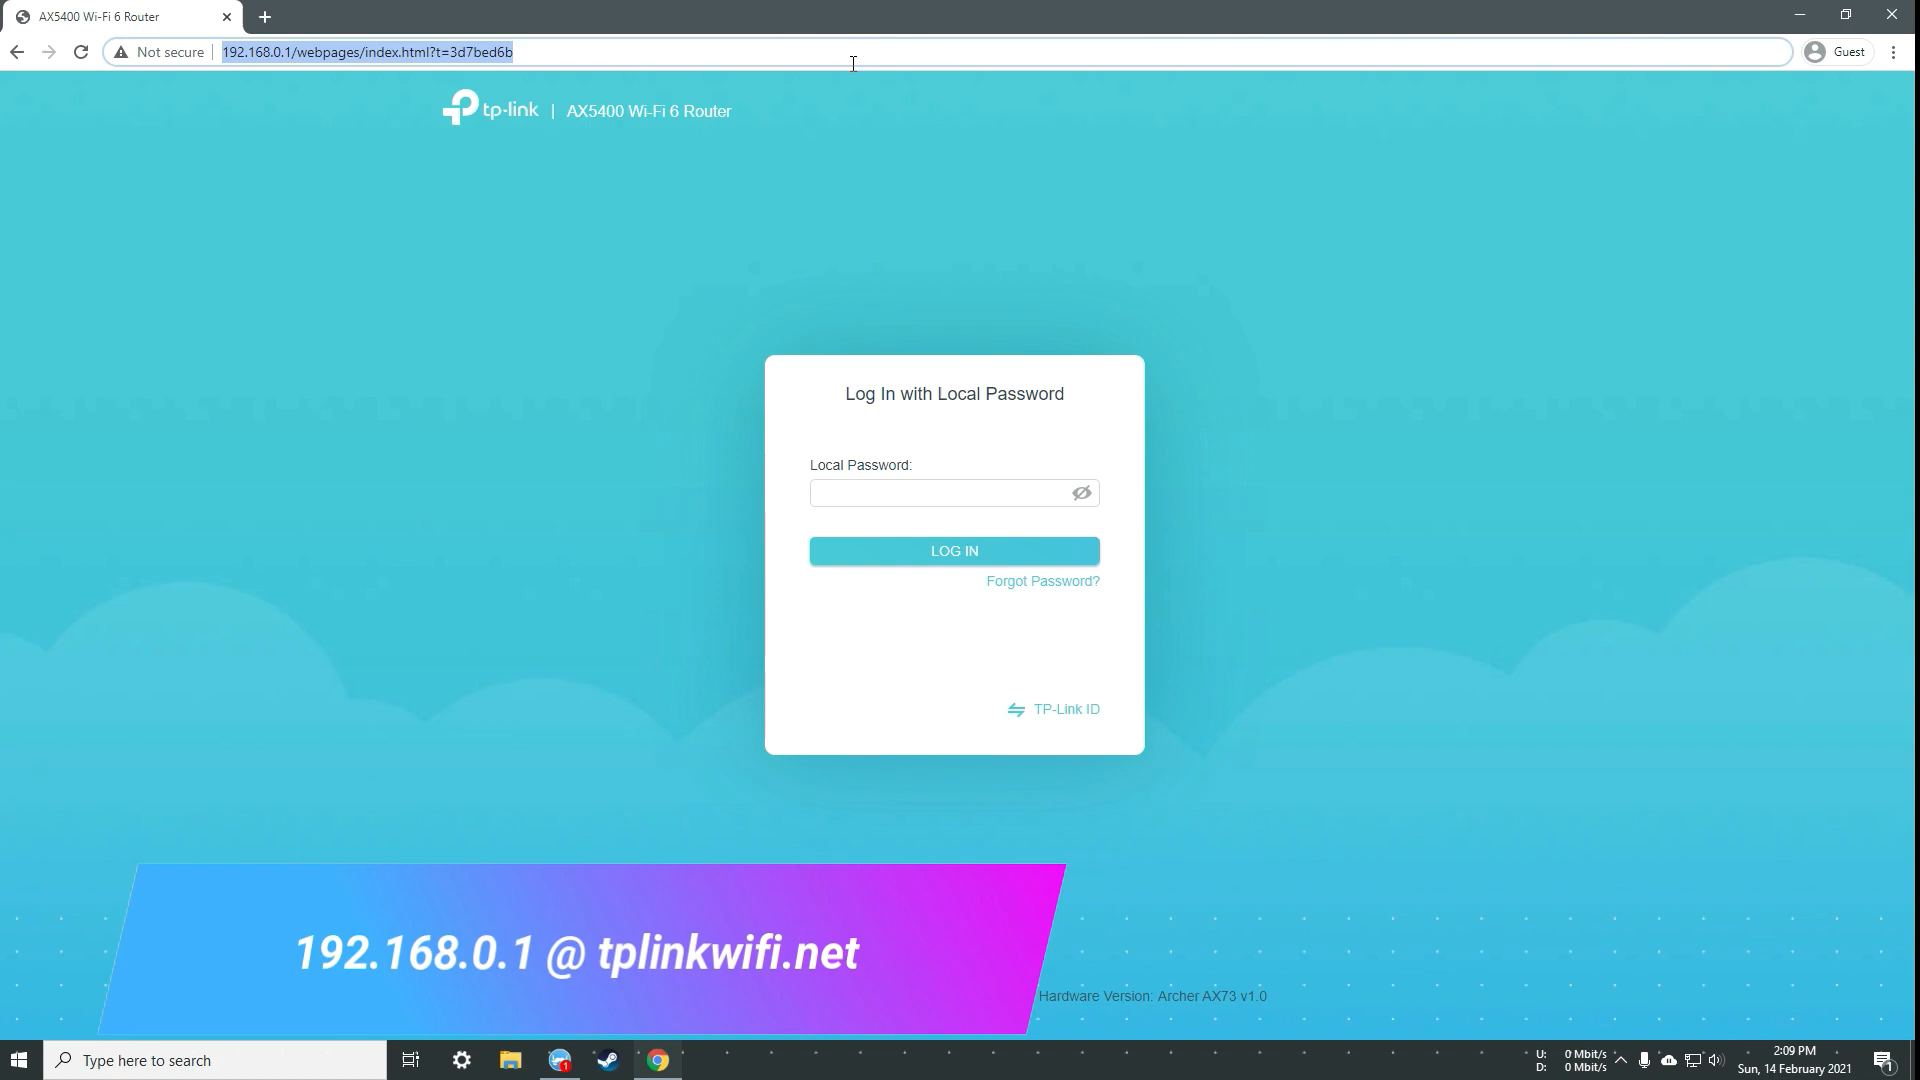 AX5400 Wi-Fi 6 Router
Not secure
192.168.0.1/webpages/index.html?t=3d7bed6b
Guest
tp-link | AX5400 Wi-Fi 6 Router
Log In with Local Password
Local Password:
LOG IN
Forgot Password?
TP-Link ID
192.168.0.1 @ tplinkwifi.net
Hardware Version: Archer AX73 v1.0
Type here to search
1
U: 0 Mbit/s
D: 0 Mbit/s
2:09 PM
Sun, 14 February 2021
1